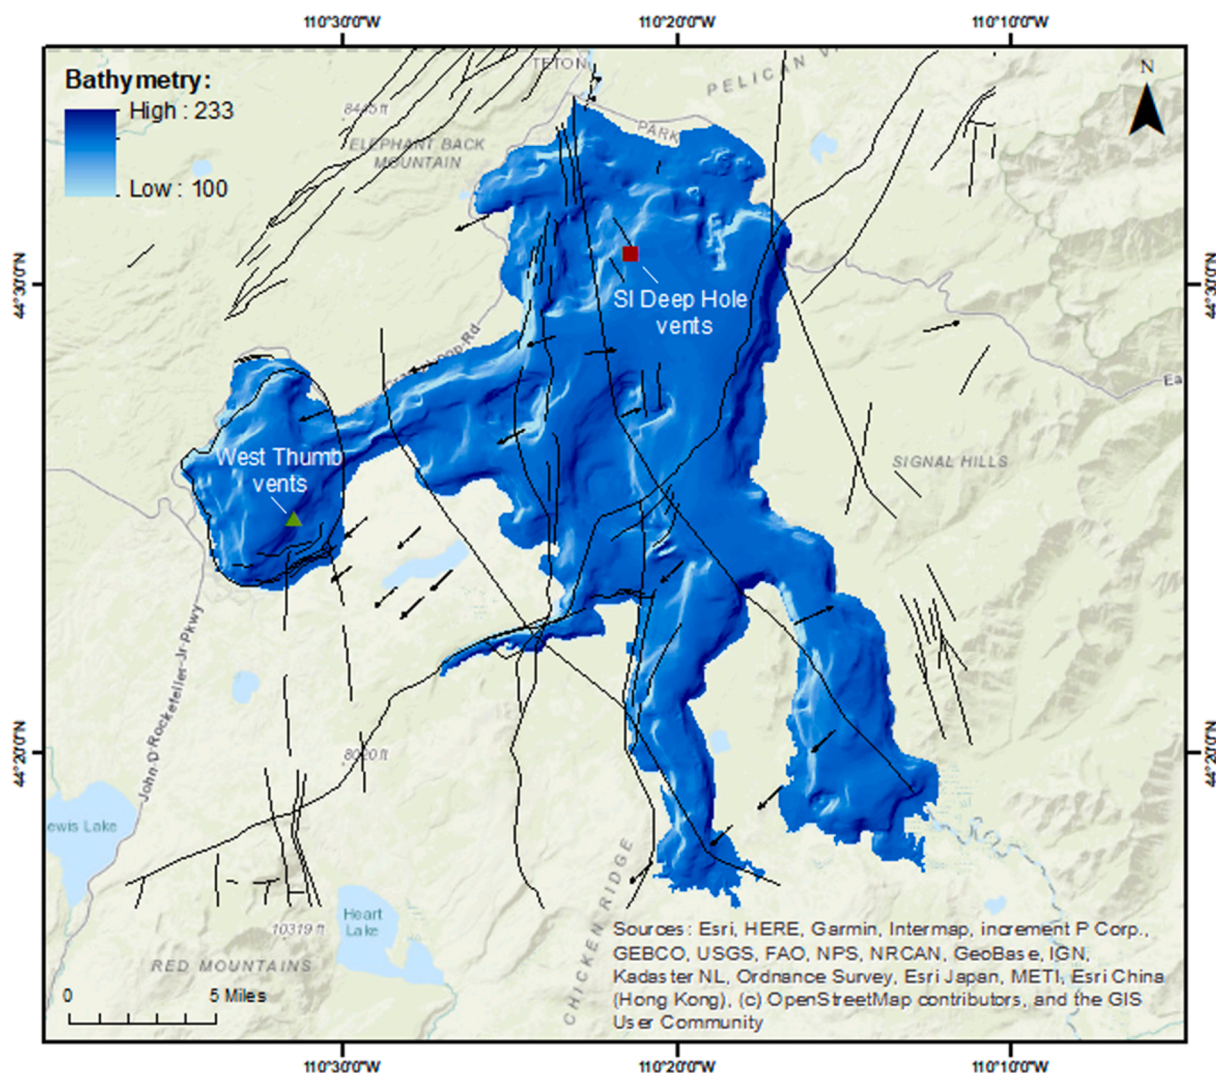 110°30'0"W 110°20'0"W 110°10'0"W
Bathymetry:
High : 233
Low : 100
TETON
PELICAN V
N
8445 ft
PARK
ELEPHANT BACK
MOUNTAIN
44°30'0"N
44°30'0"N
SI Deep Hole
vents
op Rd
Ea
West Thumb
vents
SIGNAL HILLS
John D Rockefeller Jr Pkwy
44°20'0"N
8020 ft
44°20'0"N
ewis Lake
CHICKEN RIDGE
Heart
Lake
10319 ft
RED MOUNTAINS
0 5 Miles
Sources: Esri, HERE, Garmin, Intermap, increment P Corp.,
GEBCO, USGS, FAO, NPS, NRCAN, GeoBase, IGN,
Kadaster NL, Ordnance Survey, Esri Japan, METI, Esri China
(Hong Kong), (c) OpenStreetMap contributors, and the GIS
User Community
110°30'0"W 110°20'0"W 110°10'0"W